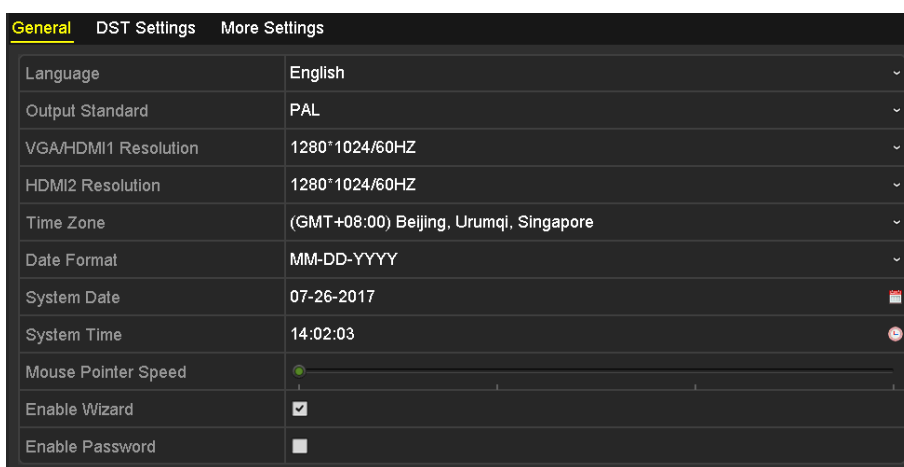 General DST Settings More Settings
Language English
Output Standard PAL
VGA/HDMI1 Resolution 1280*1024/60HZ
HDMI2 Resolution 1280*1024/60HZ
Time Zone (GMT+08:00) Beijing, Urumqi, Singapore
Date Format MM-DD-YYYY
System Date 07-26-2017
System Time 14:02:03
Mouse Pointer Speed
Enable Wizard
Enable Password